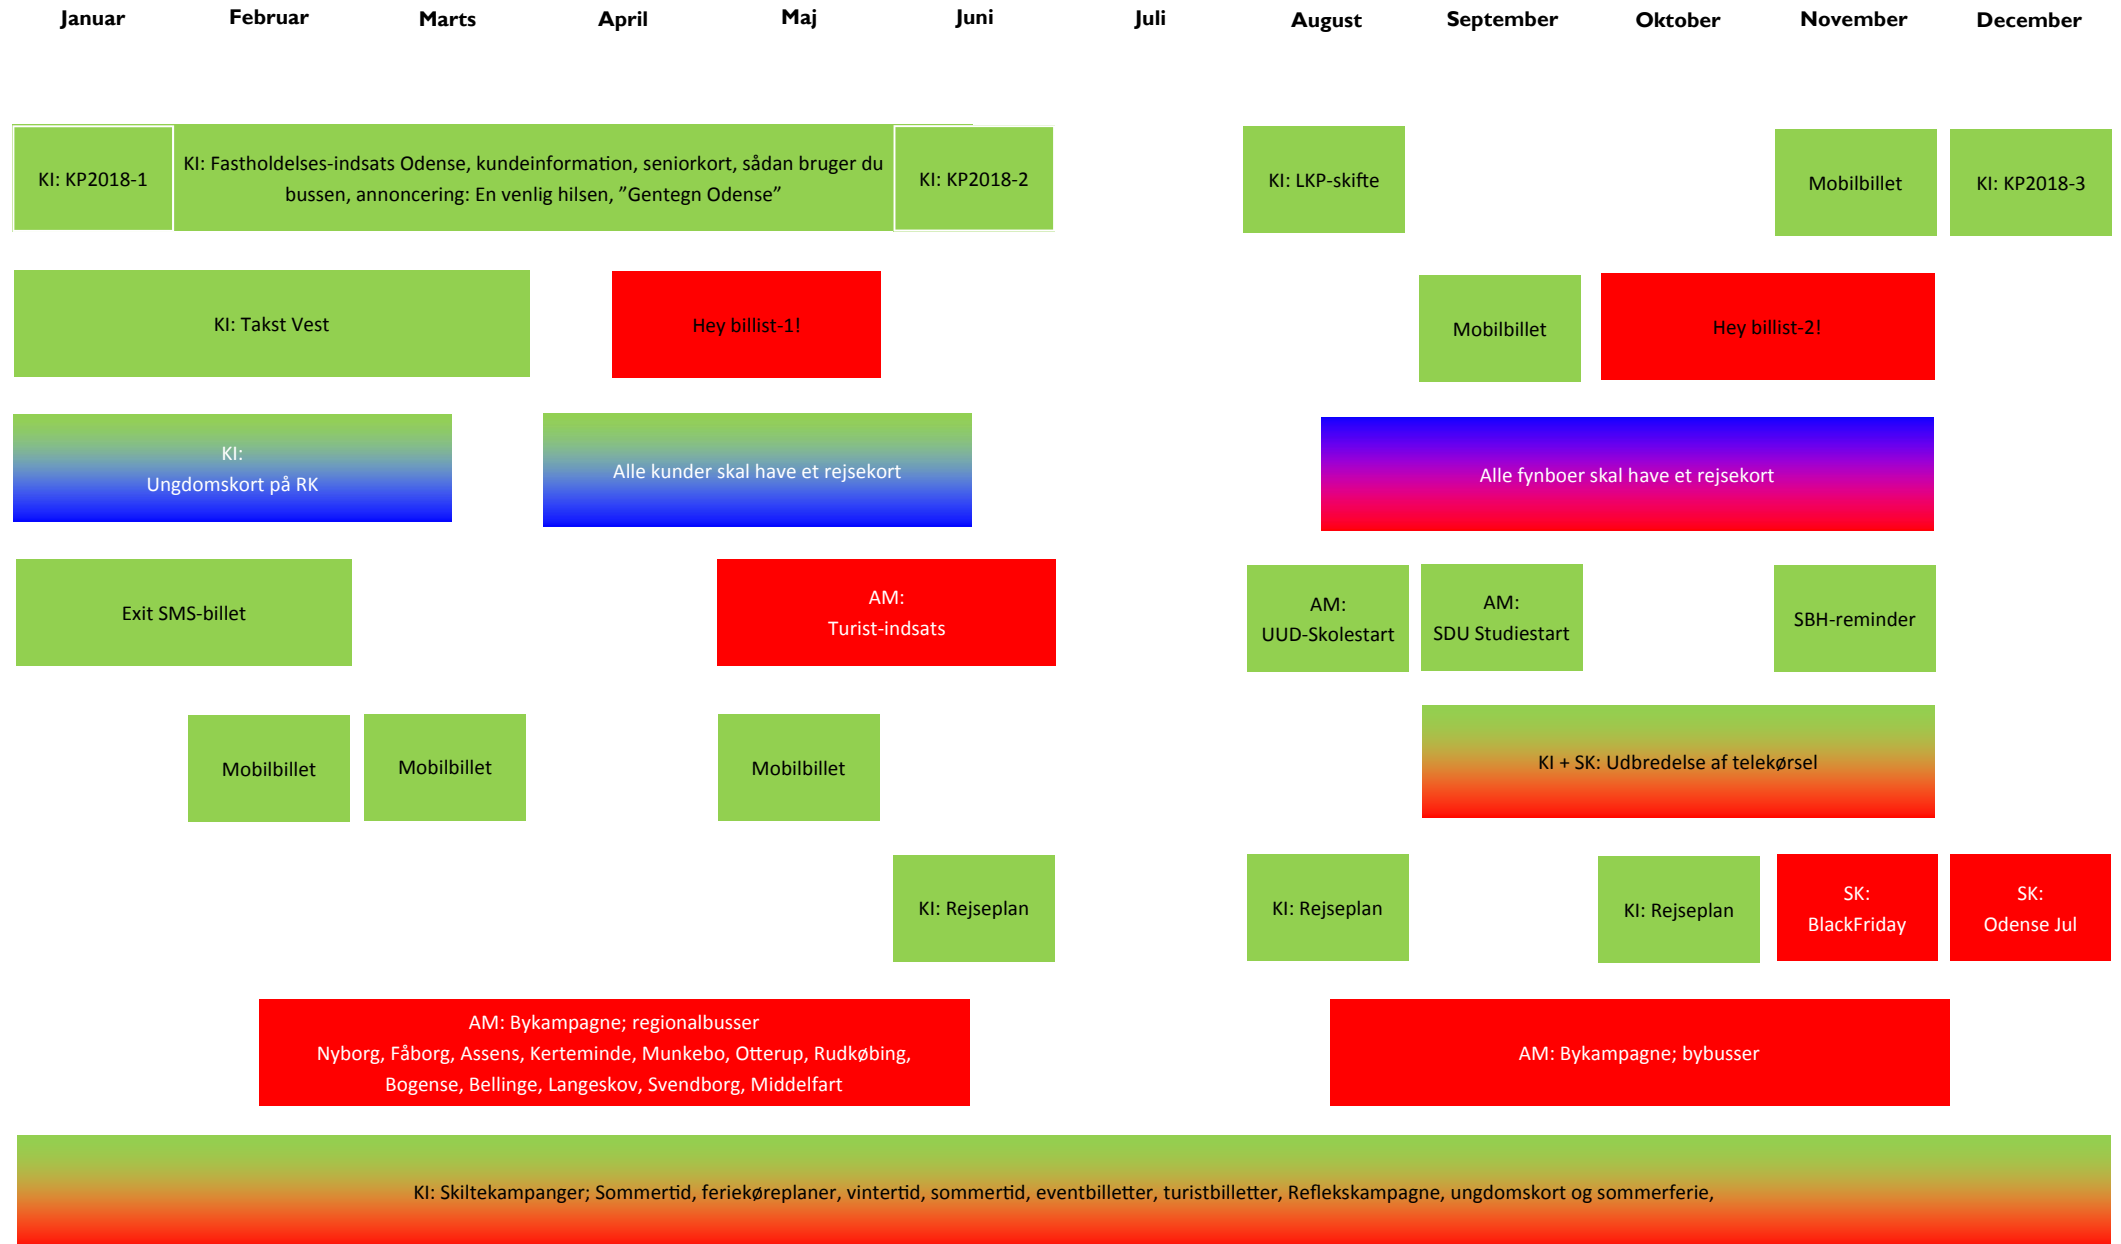 Januar Februar Marts April Maj Juni Juli August September Oktober November December
KI: KP2018-1
KI: Fastholdelses-indsats Odense, kundeinformation, seniorkort, sådan bruger du
bussen, annoncering: En venlig hilsen, ”Gentegn Odense”
KI: KP2018-2
KI: LKP-skifte
Mobilbillet
KI: KP2018-3
KI: Takst Vest
Hey billist-1!
Mobilbillet
Hey billist-2!
KI:
Ungdomskort på RK
Alle kunder skal have et rejsekort
Alle fynboer skal have et rejsekort
Exit SMS-billet
AM:
Turist-indsats
AM:
UUD-Skolestart
AM:
SDU Studiestart
SBH-reminder
Mobilbillet
Mobilbillet
Mobilbillet
KI + SK: Udbredelse af telekørsel
KI: Rejseplan
KI: Rejseplan
KI: Rejseplan
SK:
BlackFriday
SK:
Odense Jul
AM: Bykampagne; regionalbusser
Nyborg, Fåborg, Assens, Kerteminde, Munkebo, Otterup, Rudkøbing,
Bogense, Bellinge, Langeskov, Svendborg, Middelfart
AM: Bykampagne; bybusser
KI: Skiltekampanger; Sommertid, feriekøreplaner, vintertid, sommertid, eventbilletter, turistbilletter, Reflekskampagne, ungdomskort og sommerferie,